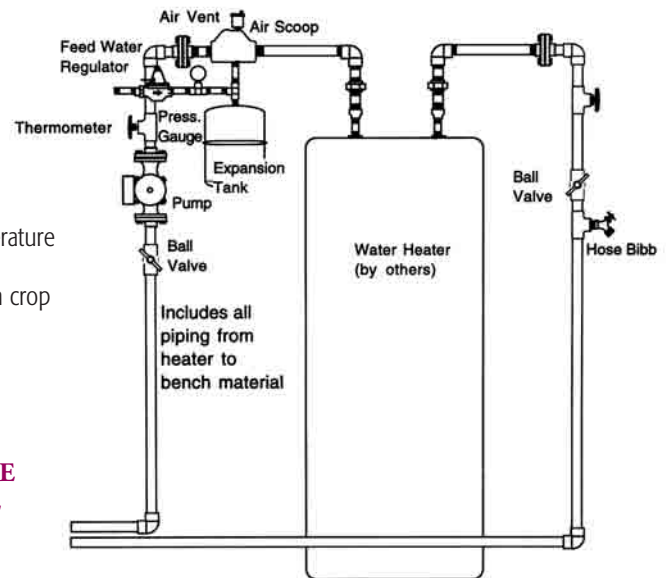 Air Vent
Air Scoop
Feed Water
Regulator
Thermometer
Press.
Gauge
Expansion
Tank
Pump
Ball
Valve
Water Heater
(by others)
Ball
Valve
Hose Bibb
Includes all
piping from
heater to
bench material
rature
crop
E